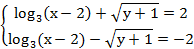 log₃(x−2) + √(y+1) = 2
log₃(x−2) − √(y+1) = −2